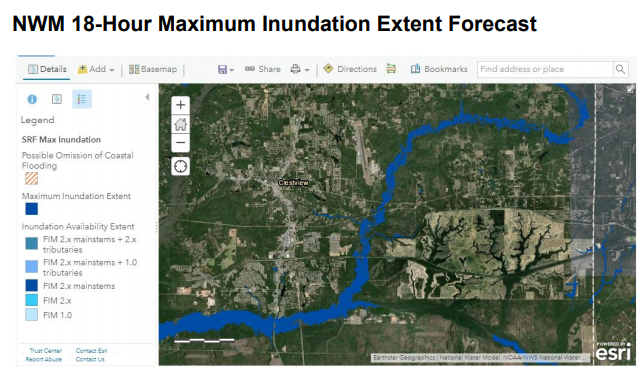 NWM 18-Hour Maximum Inundation Extent Forecast
Details Add Basemap Share Directions Bookmarks Find address or place
Legend
SRF Max Inundation
Possible Omission of Coastal
Flooding
Maximum Inundation Extent
Inundation Availability Extent
FIM 2.x mainstems + 2.x
tributaries
FIM 2.x mainstems + 1.0
tributaries
FIM 2.x mainstems
FIM 2.x
FIM 1.0
Trust Center Contact Esri
Report Abuse Contact Us
Crestview
Earthstar Geographics | National Water Model, NOAA/NWS National Water...
POWERED BY
esri